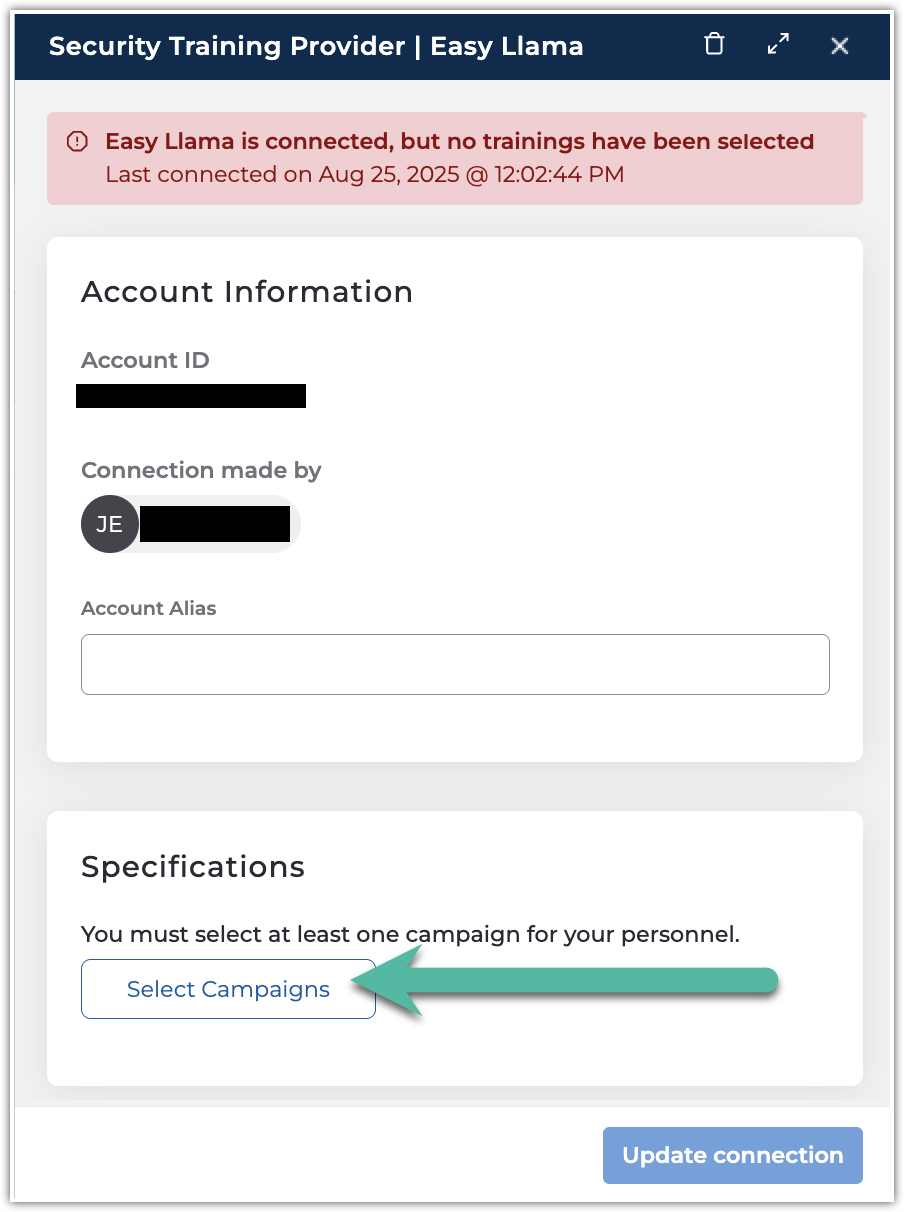 Security Training Provider | Easy Llama
Easy Llama is connected, but no trainings have been selected
Last connected on Aug 25, 2025 @ 12:02:44 PM
Account Information
Account ID
Connection made by
JE
Account Alias
Specifications
You must select at least one campaign for your personnel.
Select Campaigns
Update connection